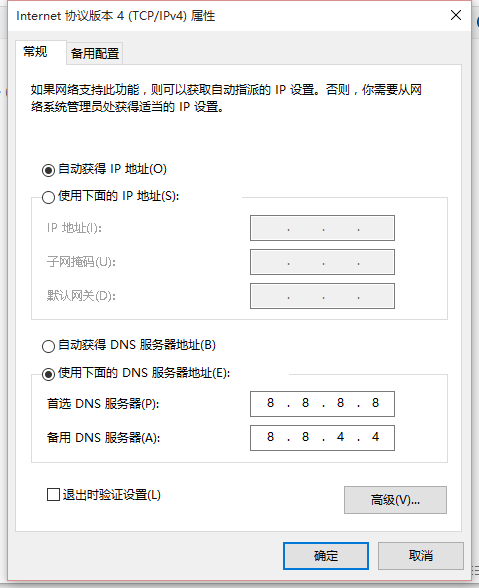 Internet 协议版本 4 (TCP/IPv4) 属性
常规
备用配置
如果网络支持此功能，则可以获取自动指派的 IP 设置。否则，你需要从网
络系统管理员处获得适当的 IP 设置。
自动获得 IP 地址(O)
使用下面的 IP 地址(S):
IP 地址(I):
. . .
子网掩码(U):
. . .
默认网关(D):
. . .
自动获得 DNS 服务器地址(B)
使用下面的 DNS 服务器地址(E):
首选 DNS 服务器(P):
8 . 8 . 8 . 8
备用 DNS 服务器(A):
8 . 8 . 4 . 4
退出时验证设置(L)
高级(V)...
确定
取消